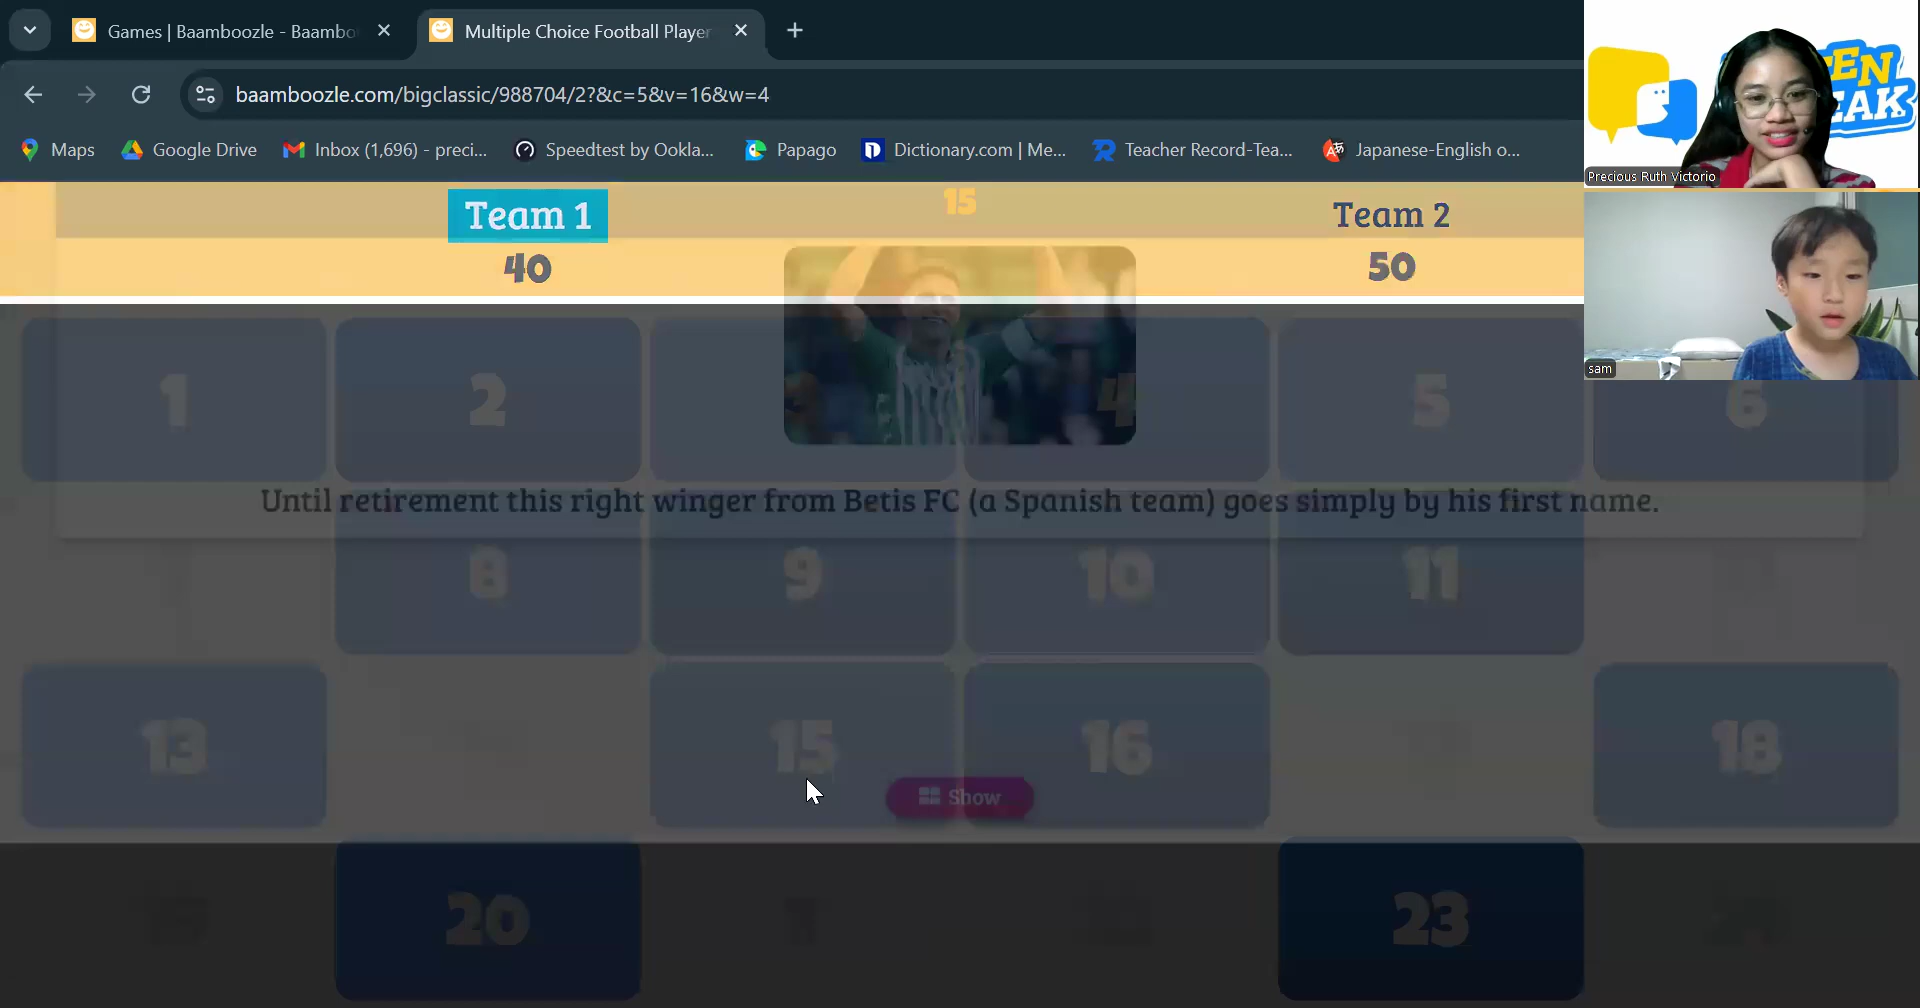 Games | Baamboozle - Baambo
Multiple Choice Football Player
baamboozle.com/bigclassic/988704/2?&c=5&v=16&w=4
Maps
Google Drive
Inbox (1,696) - preci...
Speedtest by Ookla...
Papago
Dictionary.com | Me...
Teacher Record-Tea...
Japanese-English o...
EN
EAK
Precious Ruth Victorio
sam
Team 1
15
Team 2
40
50
1
2
4
5
6
Until retirement this right winger from Betis FC (a Spanish team) goes simply by his first name.
8
9
10
11
13
15
16
18
Show
20
23